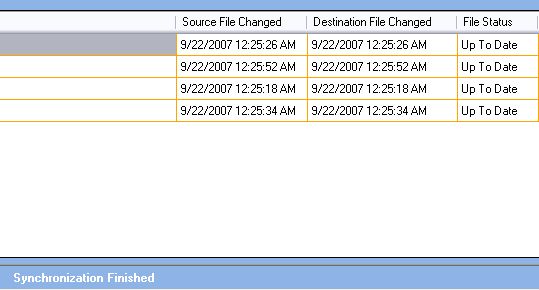 Source File Changed Destination File Changed File Status
9/22/2007 12:25:26 AM 9/22/2007 12:25:26 AM Up To Date
9/22/2007 12:25:52 AM 9/22/2007 12:25:52 AM Up To Date
9/22/2007 12:25:18 AM 9/22/2007 12:25:18 AM Up To Date
9/22/2007 12:25:34 AM 9/22/2007 12:25:34 AM Up To Date
Synchronization Finished